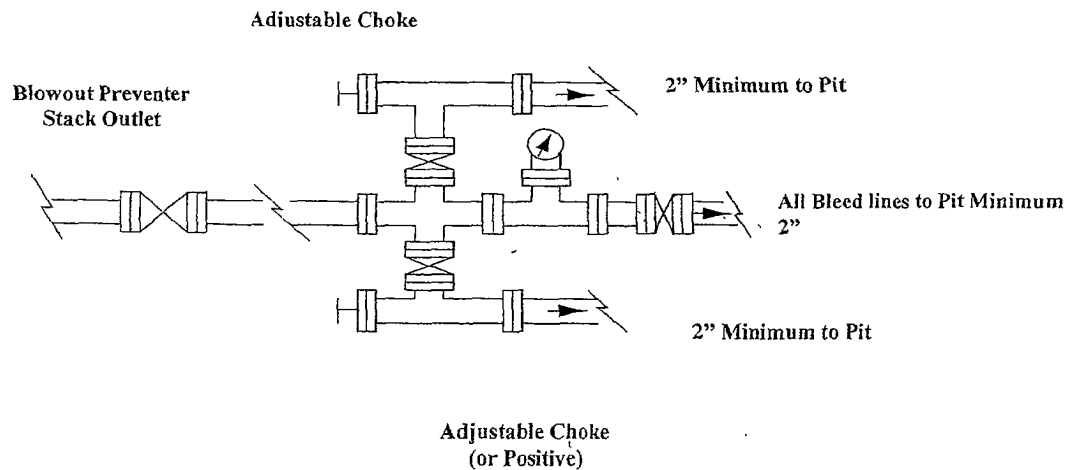 Adjustable Choke
2” Minimum to Pit
Blowout Preventer
Stack Outlet
All Bleed lines to Pit Minimum
2”
2” Minimum to Pit
Adjustable Choke
(or Positive)